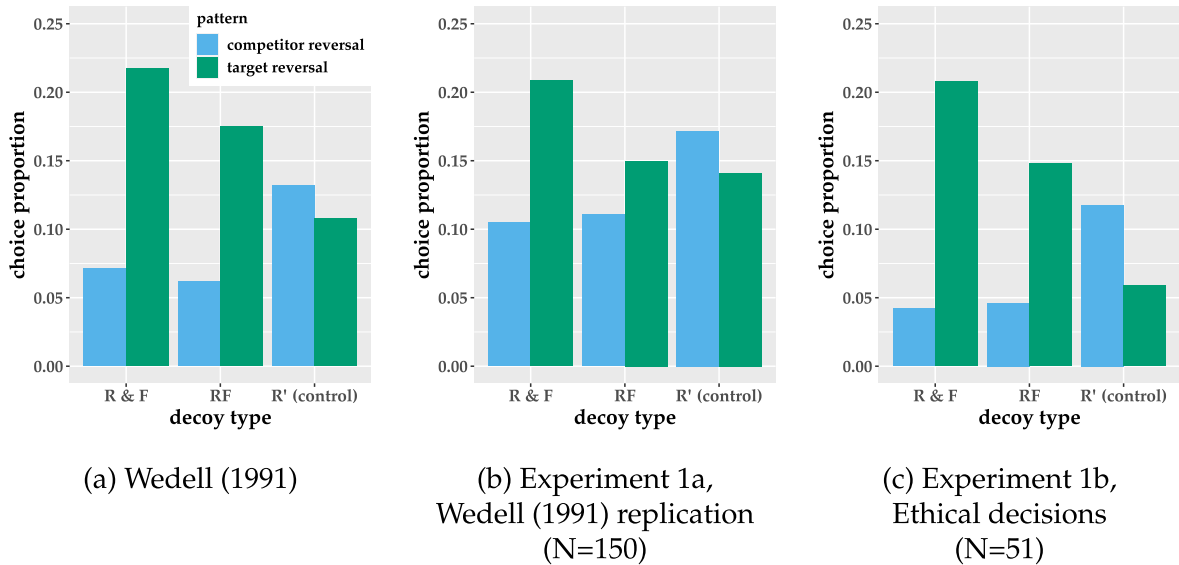 pattern
competitor reversal
target reversal
choice proportion
0.25
0.20
0.15
0.10
0.05
0.00
R & F
RF
R' (control)
decoy type
(a) Wedell (1991)
choice proportion
0.25
0.20
0.15
0.10
0.05
0.00
R & F
RF
R' (control)
decoy type
(b) Experiment 1a,
Wedell (1991) replication
(N=150)
choice proportion
0.25
0.20
0.15
0.10
0.05
0.00
R & F
RF
R' (control)
decoy type
(c) Experiment 1b,
Ethical decisions
(N=51)